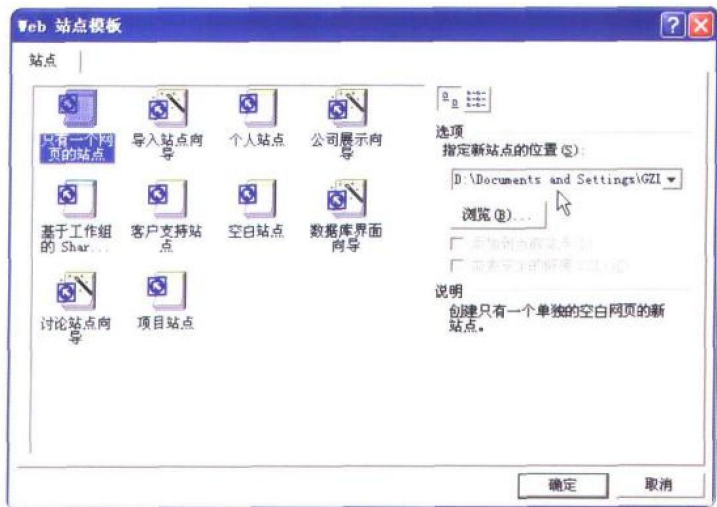 Web 站点模板
站点
只有一个网
页的站点
导入站点向
导
个人站点
公司展示向
导
基于工作组
的 Shar...
客户支持站
点
空白站点
数据库界面
向导
讨论站点向
导
项目站点
选项
指定新站点的位置(S):
D:\Documents and Settings\GZI
浏览(B)...
说明
创建只有一个单独的空白网页的新
站点。
确定
取消